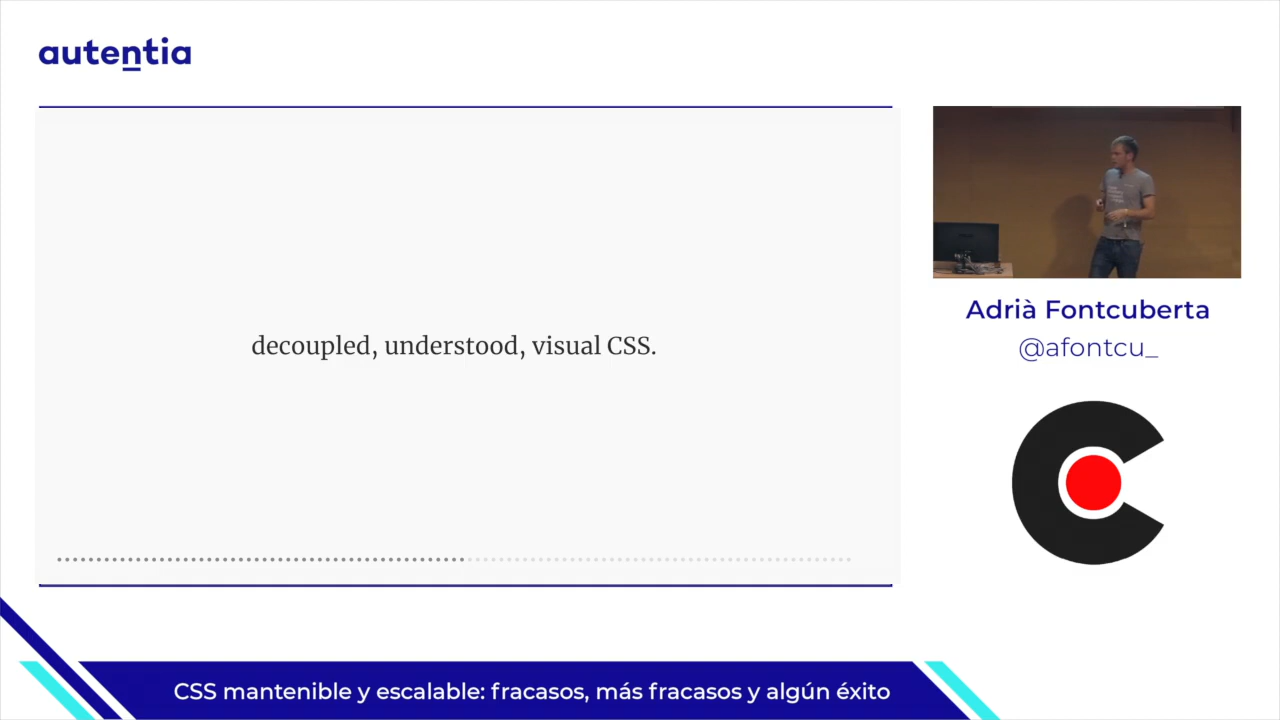 autentia
decoupled, understood, visual CSS.
Adrià Fontcuberta
@afontcu_
CSS mantenible y escalable: fracasos, más fracasos y algún éxito